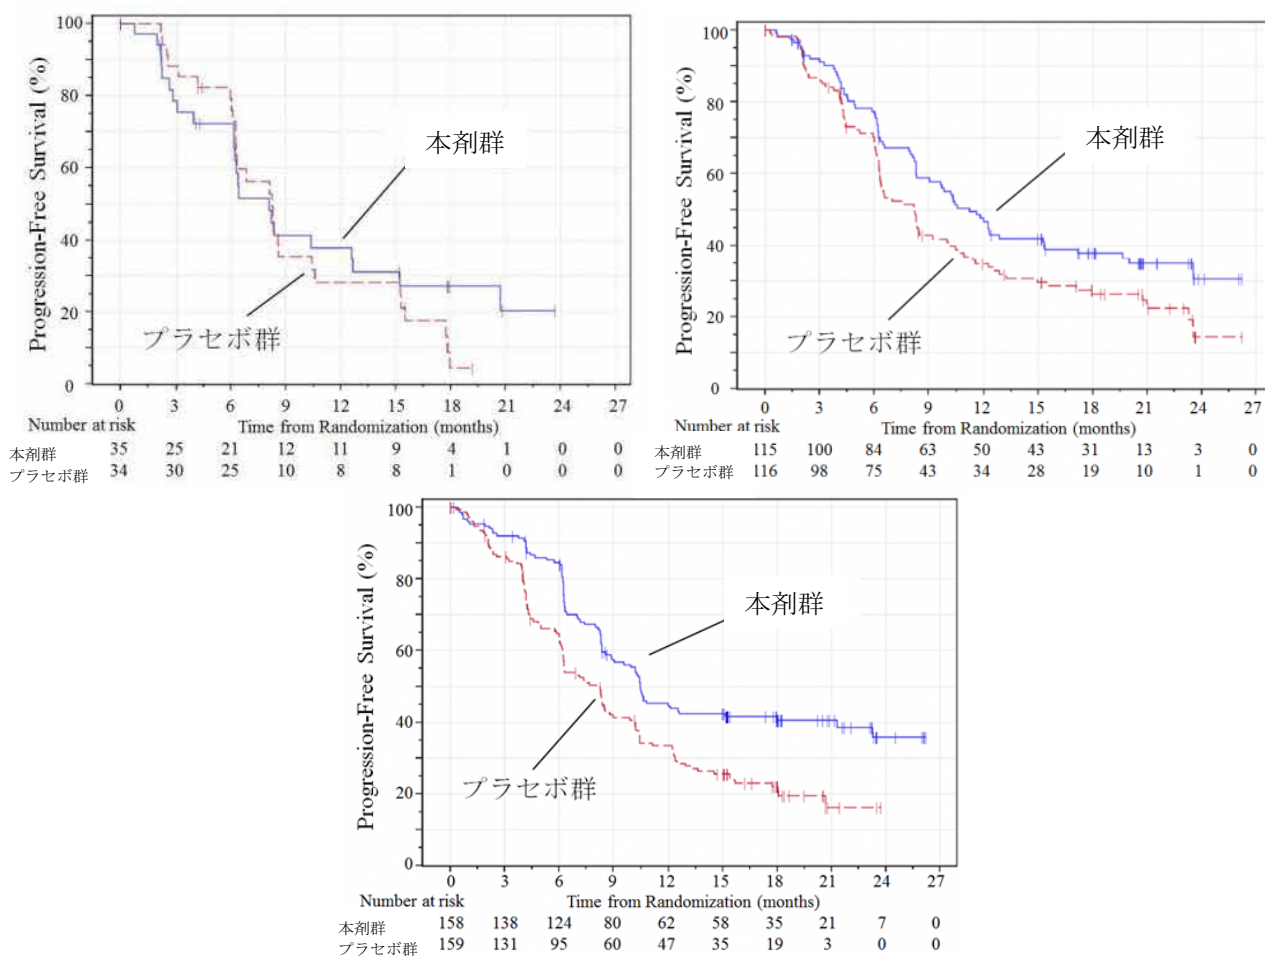 Progression-Free Survival (%)
100
80
60
40
20
0
本剤群
プラセボ群
0 3 6 9 12 15 18 21 24 27
Number at risk Time from Randomization (months)
本剤群 35 25 21 12 11 9 4 1 0 0
プラセボ群 34 30 25 10 8 8 1 0 0 0
Progression-Free Survival (%)
100
80
60
40
20
0
本剤群
プラセボ群
0 3 6 9 12 15 18 21 24 27
Number at risk Time from Randomization (months)
本剤群 115 100 84 63 50 43 31 13 3 0
プラセボ群 116 98 75 43 34 28 19 10 1 0
Progression-Free Survival (%)
100
80
60
40
20
0
本剤群
プラセボ群
0 3 6 9 12 15 18 21 24 27
Number at risk Time from Randomization (months)
本剤群 158 138 124 80 62 58 35 21 7 0
プラセボ群 159 131 95 60 47 35 19 3 0 0